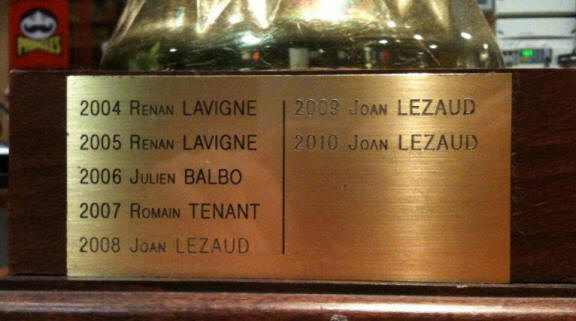 PRINGLES
2004 RENAN LAVIGNE
2005 RENAN LAVIGNE
2006 JULIEN BALBO
2007 ROMAIN TENANT
2008 JOAN LEZAUD
2009 JOAN LEZAUD
2010 JOAN LEZAUD